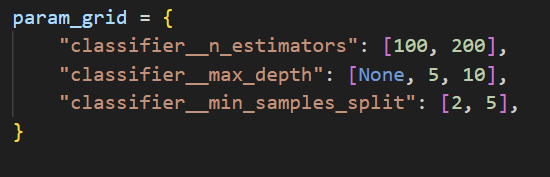 param_grid = {
    "classifier__n_estimators": [100, 200],
    "classifier__max_depth": [None, 5, 10],
    "classifier__min_samples_split": [2, 5],
}